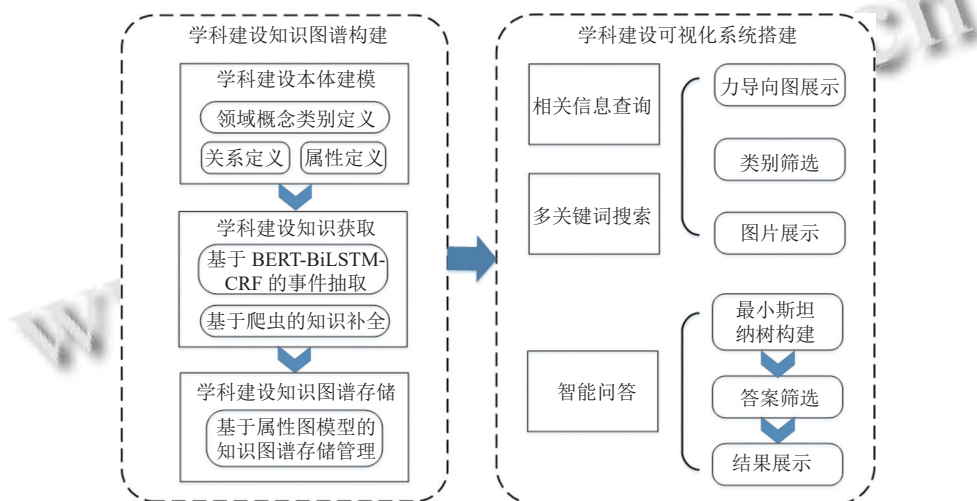 学科建设知识图谱构建
学科建设本体建模
领域概念类别定义
关系定义
属性定义
学科建设知识获取
基于 BERT-BiLSTM-
CRF 的事件抽取
基于爬虫的知识补全
学科建设知识图谱存储
基于属性图模型的
知识图谱存储管理
学科建设可视化系统搭建
相关信息查询
多关键词搜索
力导向图展示
类别筛选
图片展示
智能问答
最小斯坦
纳树构建
答案筛选
结果展示